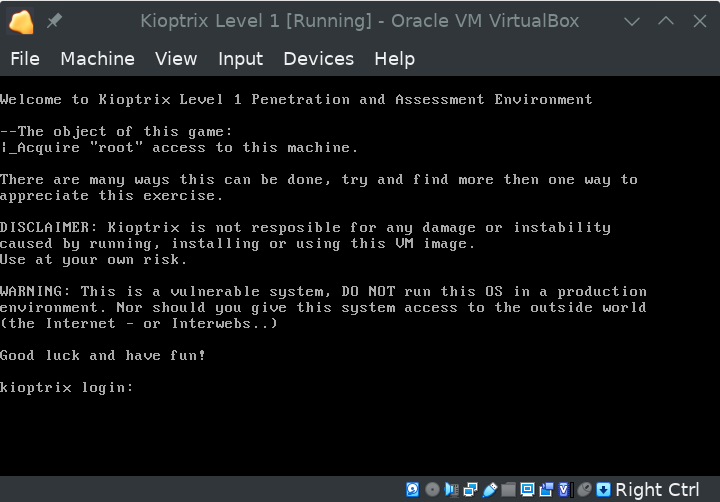 Kioptrix Level 1 [Running] - Oracle VM VirtualBox
File Machine View Input Devices Help
Welcome to Kioptrix Level 1 Penetration and Assessment Environment
--The object of this game:
|_Acquire "root" access to this machine.
There are many ways this can be done, try and find more then one way to
appreciate this exercise.
DISCLAIMER: Kioptrix is not resposible for any damage or instability
caused by running, installing or using this VM image.
Use at your own risk.
WARNING: This is a vulnerable system, DO NOT run this OS in a production
environment. Nor should you give this system access to the outside world
(the Internet - or Interwebs..)
Good luck and have fun!
kioptrix login:
Right Ctrl